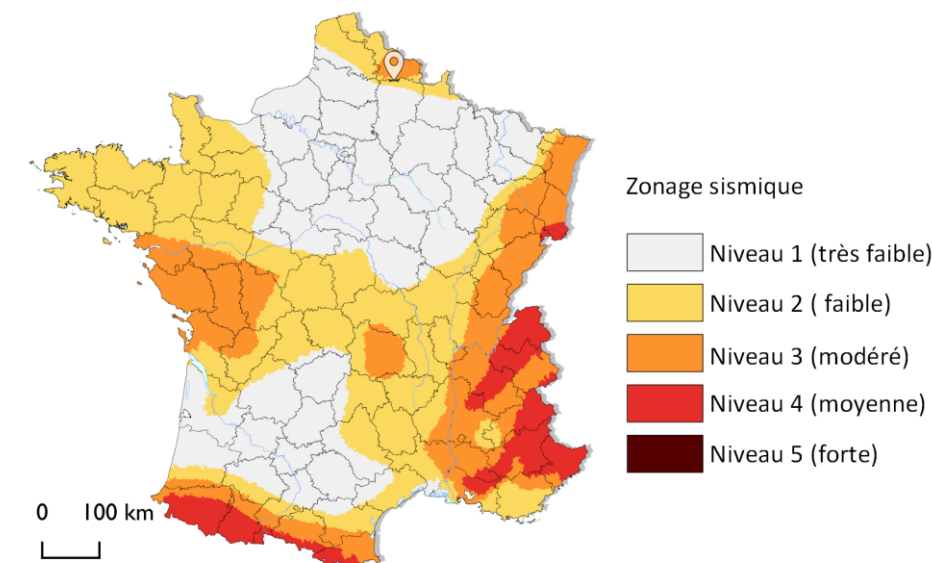 Zonage sismique
Niveau 1 (très faible)
Niveau 2 ( faible)
Niveau 3 (modéré)
Niveau 4 (moyenne)
Niveau 5 (forte)
0 100 km